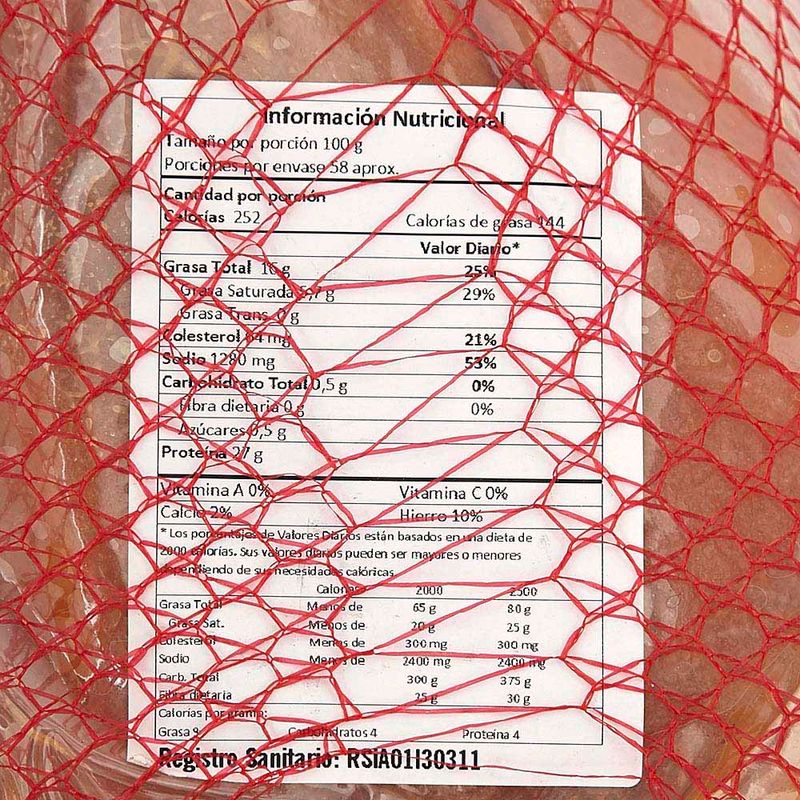 Información Nutricional
Tamaño por porción 100 g
Porciones por envase 58 aprox.
Cantidad por porción
Calorías 252 Calorías de grasa 144
Valor Diario*
Grasa Total 16 g 25%
Grasa Saturada 5,7 g 29%
Grasa Trans 0 g
Colesterol 64 mg 21%
Sodio 1280 mg 53%
Carbohidrato Total 0,5 g 0%
Fibra dietaria 0 g 0%
Azúcares 0,5 g
Proteína 27 g
Vitamina A 0% Vitamina C 0%
Calcio 2% Hierro 10%
* Los porcentajes de Valores Diarios están basados en una dieta de
2000 calorías. Sus valores diarios pueden ser mayores o menores
dependiendo de sus necesidades calóricas
Calorías 2000 2500
Grasa Total Menos de 65 g 80 g
Grasa Sat. Menos de 20 g 25 g
Colesterol Menos de 300 mg 300 mg
Sodio Menos de 2400 mg 2400 mg
Carb. Total 300 g 375 g
Fibra dietaria 25 g 30 g
Calorías por gramo:
Grasa 9 Carbohidratos 4 Proteína 4
Registro Sanitario: RSiA01I30311